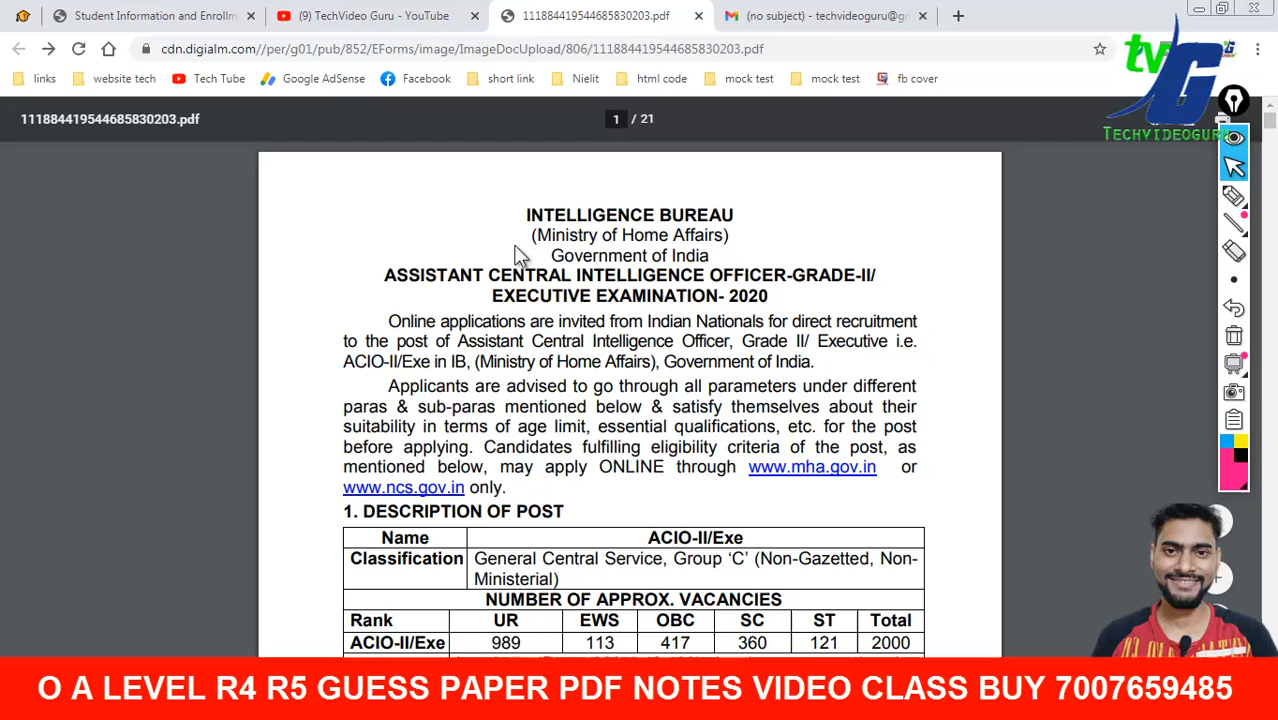 Student Information and Enrollm
(9) TechVideo Guru - YouTube
111884419544685830203.pdf
(no subject) - techvideoguru@gm
cdn.digialm.com//per/g01/pub/852/EForms/image/ImageDocUpload/806/111884419544685830203.pdf
links
website tech
Tech Tube
Google AdSense
Facebook
short link
Nielit
html code
mock test
mock test
fb cover
TECHVIDEOGURU
111884419544685830203.pdf
1 / 21
INTELLIGENCE BUREAU
(Ministry of Home Affairs)
Government of India
ASSISTANT CENTRAL INTELLIGENCE OFFICER-GRADE-II/
EXECUTIVE EXAMINATION- 2020
Online applications are invited from Indian Nationals for direct recruitment
to the post of Assistant Central Intelligence Officer, Grade II/ Executive i.e.
ACIO-II/Exe in IB, (Ministry of Home Affairs), Government of India.
Applicants are advised to go through all parameters under different
paras & sub-paras mentioned below & satisfy themselves about their
suitability in terms of age limit, essential qualifications, etc. for the post
before applying. Candidates fulfilling eligibility criteria of the post, as
mentioned below, may apply ONLINE through www.mha.gov.in or
www.ncs.gov.in only.
1. DESCRIPTION OF POST
Name ACIO-II/Exe
Classification General Central Service, Group 'C' (Non-Gazetted, Non-
Ministerial)
NUMBER OF APPROX. VACANCIES
Rank UR EWS OBC SC ST Total
ACIO-II/Exe 989 113 417 360 121 2000
O A LEVEL R4 R5 GUESS PAPER PDF NOTES VIDEO CLASS BUY 7007659485